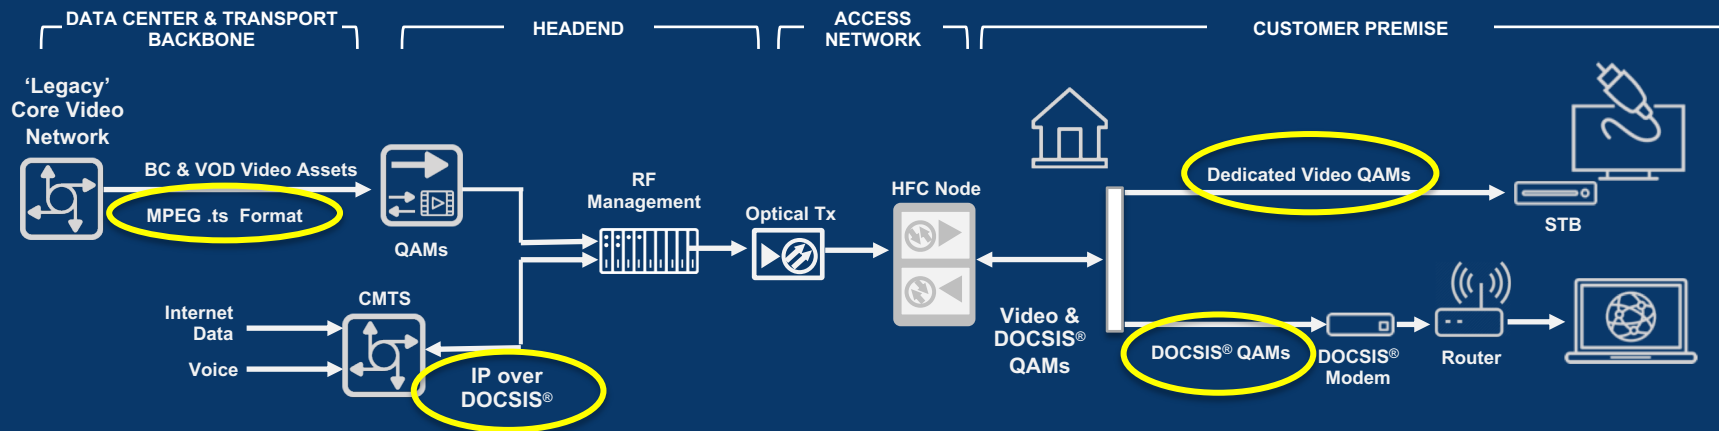 DATA CENTER & TRANSPORT
BACKBONE
HEADEND
ACCESS
NETWORK
CUSTOMER PREMISE
‘Legacy’
Core Video
Network
BC & VOD Video Assets
MPEG .ts Format
QAMs
RF
Management
Optical Tx
HFC Node
Dedicated Video QAMs
STB
CMTS
Internet
Data
Voice
IP over
DOCSIS®
Video &
DOCSIS®
QAMs
DOCSIS® QAMs
DOCSIS®
Modem
Router